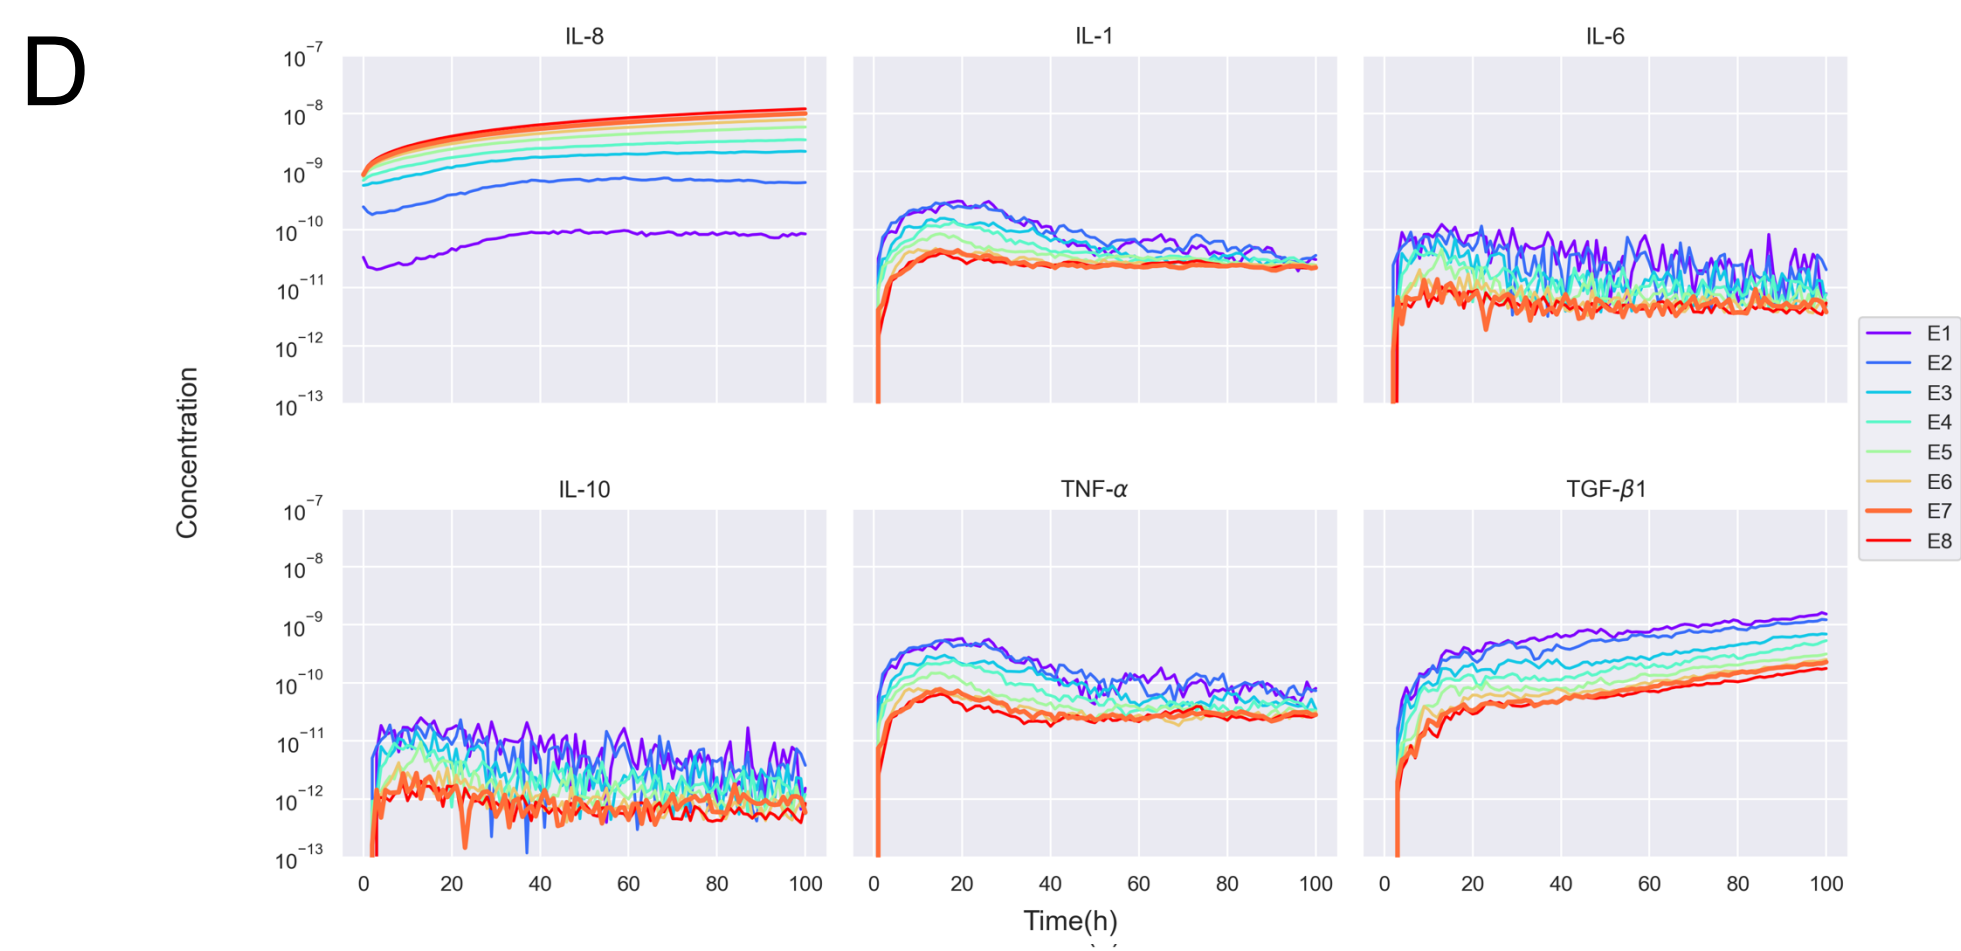 D
IL-8
IL-1
IL-6
10⁻⁷
10⁻⁸
10⁻⁹
10⁻¹⁰
10⁻¹¹
10⁻¹²
10⁻¹³
Concentration
IL-10
TNF-α
TGF-β1
10⁻⁷
10⁻⁸
10⁻⁹
10⁻¹⁰
10⁻¹¹
10⁻¹²
10⁻¹³
0 20 40 60 80 100
0 20 40 60 80 100
0 20 40 60 80 100
Time(h)
E1
E2
E3
E4
E5
E6
E7
E8